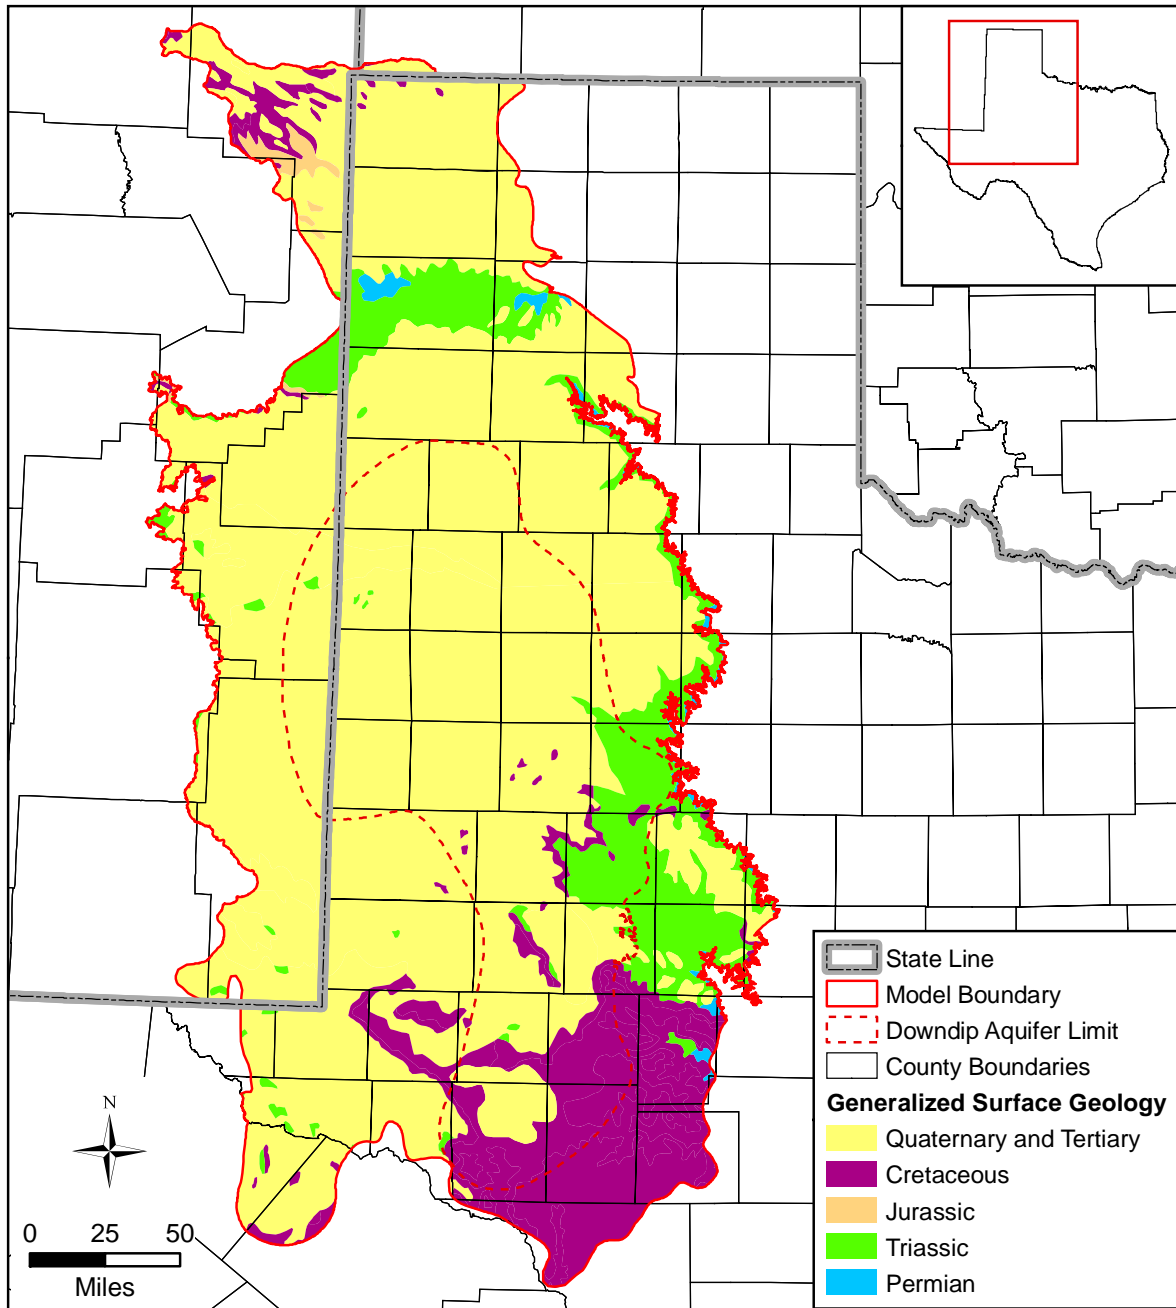 State Line
Model Boundary
Downdip Aquifer Limit
County Boundaries
Generalized Surface Geology
Quaternary and Tertiary
Cretaceous
Jurassic
Triassic
Permian
N
0 25 50
Miles